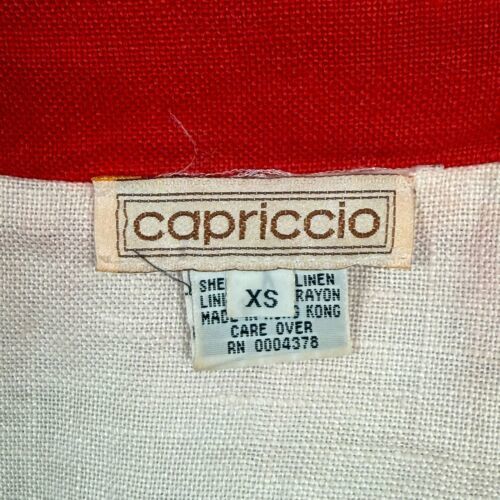 capriccio
SHE LINEN
LIN RAYON
XS
MADE IN HONG KONG
CARE OVER
RN 0004378